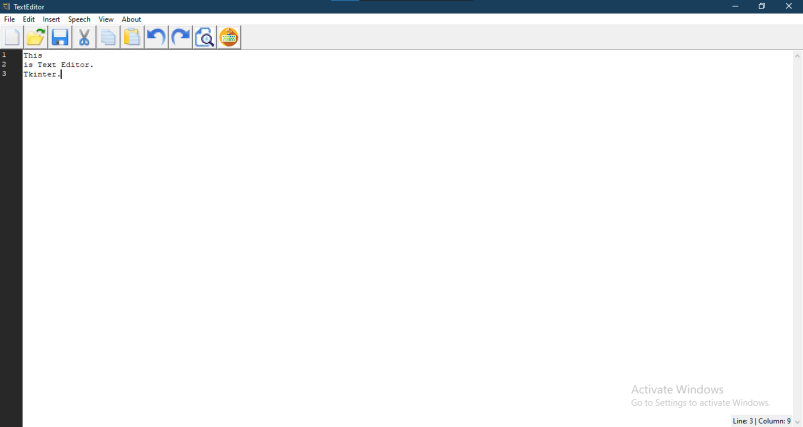 TextEditor
File Edit Insert Speech View About
1 This
2 is Text Editor.
3 Tkinter.
Activate Windows
Go to Settings to activate Windows.
Line: 3 | Column: 9